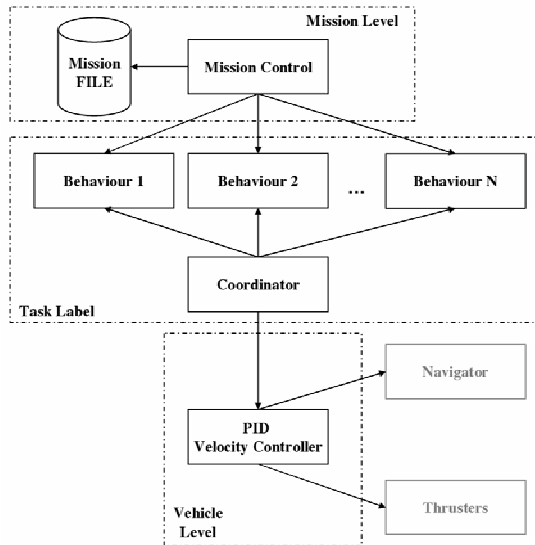 Mission Level
Mission
FILE
Mission Control
Behaviour 1
Behaviour 2
...
Behaviour N
Coordinator
Task Label
Navigator
PID
Velocity Controller
Thrusters
Vehicle
Level